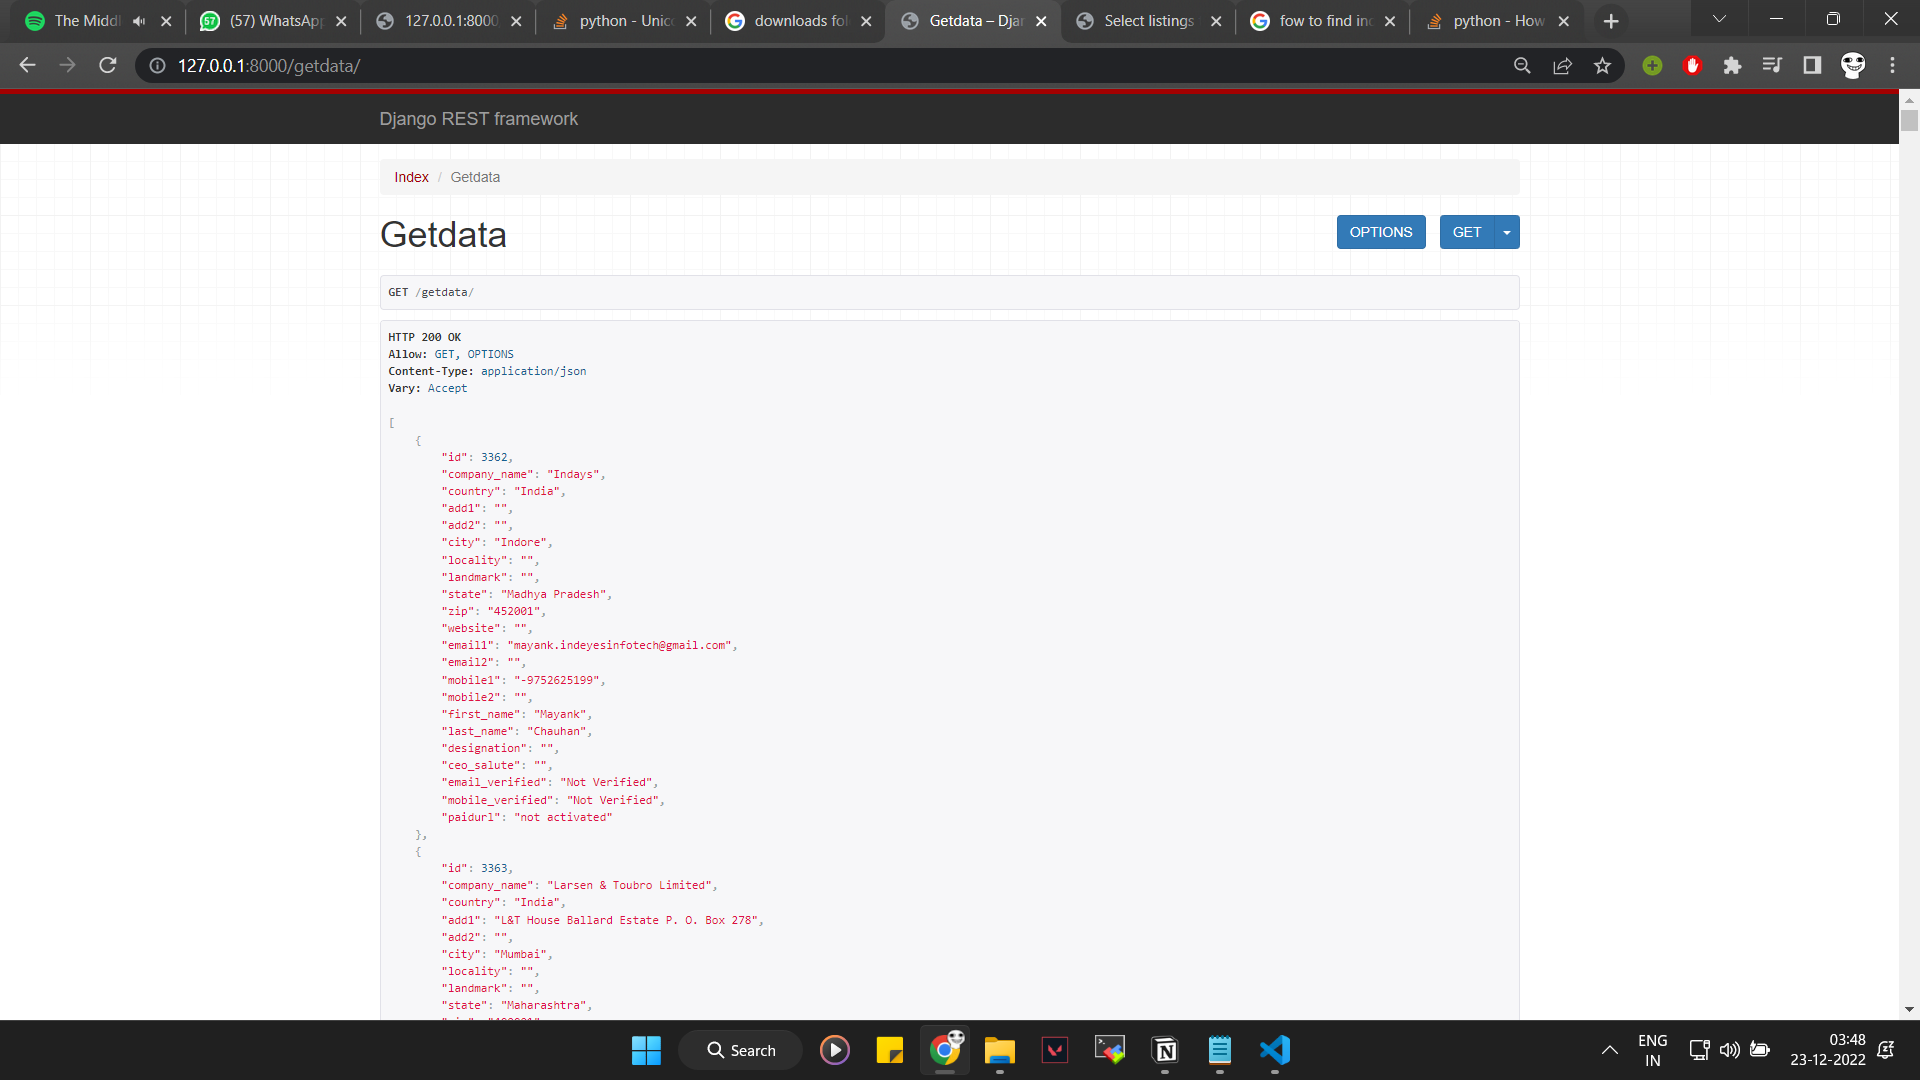 The Middl
(57) WhatsApp
127.0.0.1:8000
python - Unic
downloads fol
Getdata – Djan
Select listings
fow to find in
python - How
127.0.0.1:8000/getdata/
Django REST framework
Index / Getdata
Getdata
OPTIONS
GET
GET /getdata/
HTTP 200 OK
Allow: GET, OPTIONS
Content-Type: application/json
Vary: Accept
[
{
"id": 3362,
"company_name": "Indays",
"country": "India",
"add1": "",
"add2": "",
"city": "Indore",
"locality": "",
"landmark": "",
"state": "Madhya Pradesh",
"zip": "452001",
"website": "",
"email1": "mayank.indeyesinfotech@gmail.com",
"email2": "",
"mobile1": "-9752625199",
"mobile2": "",
"first_name": "Mayank",
"last_name": "Chauhan",
"designation": "",
"ceo_salute": "",
"email_verified": "Not Verified",
"mobile_verified": "Not Verified",
"paidurl": "not activated"
},
{
"id": 3363,
"company_name": "Larsen & Toubro Limited",
"country": "India",
"add1": "L&T House Ballard Estate P. O. Box 278",
"add2": "",
"city": "Mumbai",
"locality": "",
"landmark": "",
"state": "Maharashtra",
Search
ENG
IN
03:48
23-12-2022